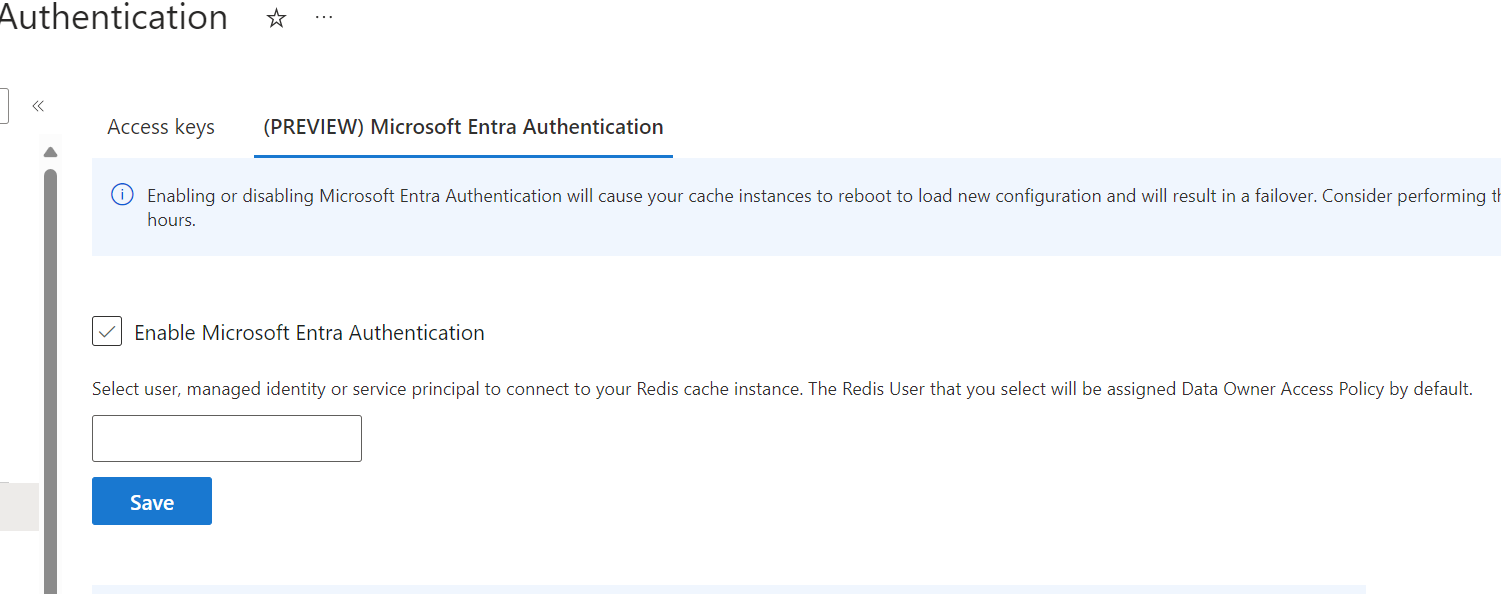 Authentication
Access keys
(PREVIEW) Microsoft Entra Authentication
Enabling or disabling Microsoft Entra Authentication will cause your cache instances to reboot to load new configuration and will result in a failover. Consider performing
hours.
Enable Microsoft Entra Authentication
Select user, managed identity or service principal to connect to your Redis cache instance. The Redis User that you select will be assigned Data Owner Access Policy by default.
Save